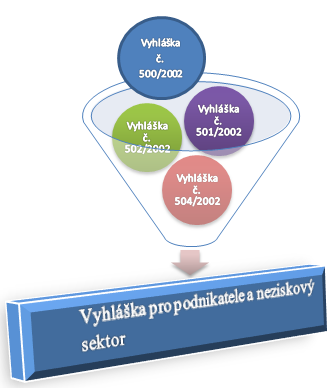 Vyhláška
č.
500/2002
Vyhláška
č.
501/2002
Vyhláška
č.
502/2002
Vyhláška
č.
504/2002
Vyhláška pro podnikatele a neziskový
sektor